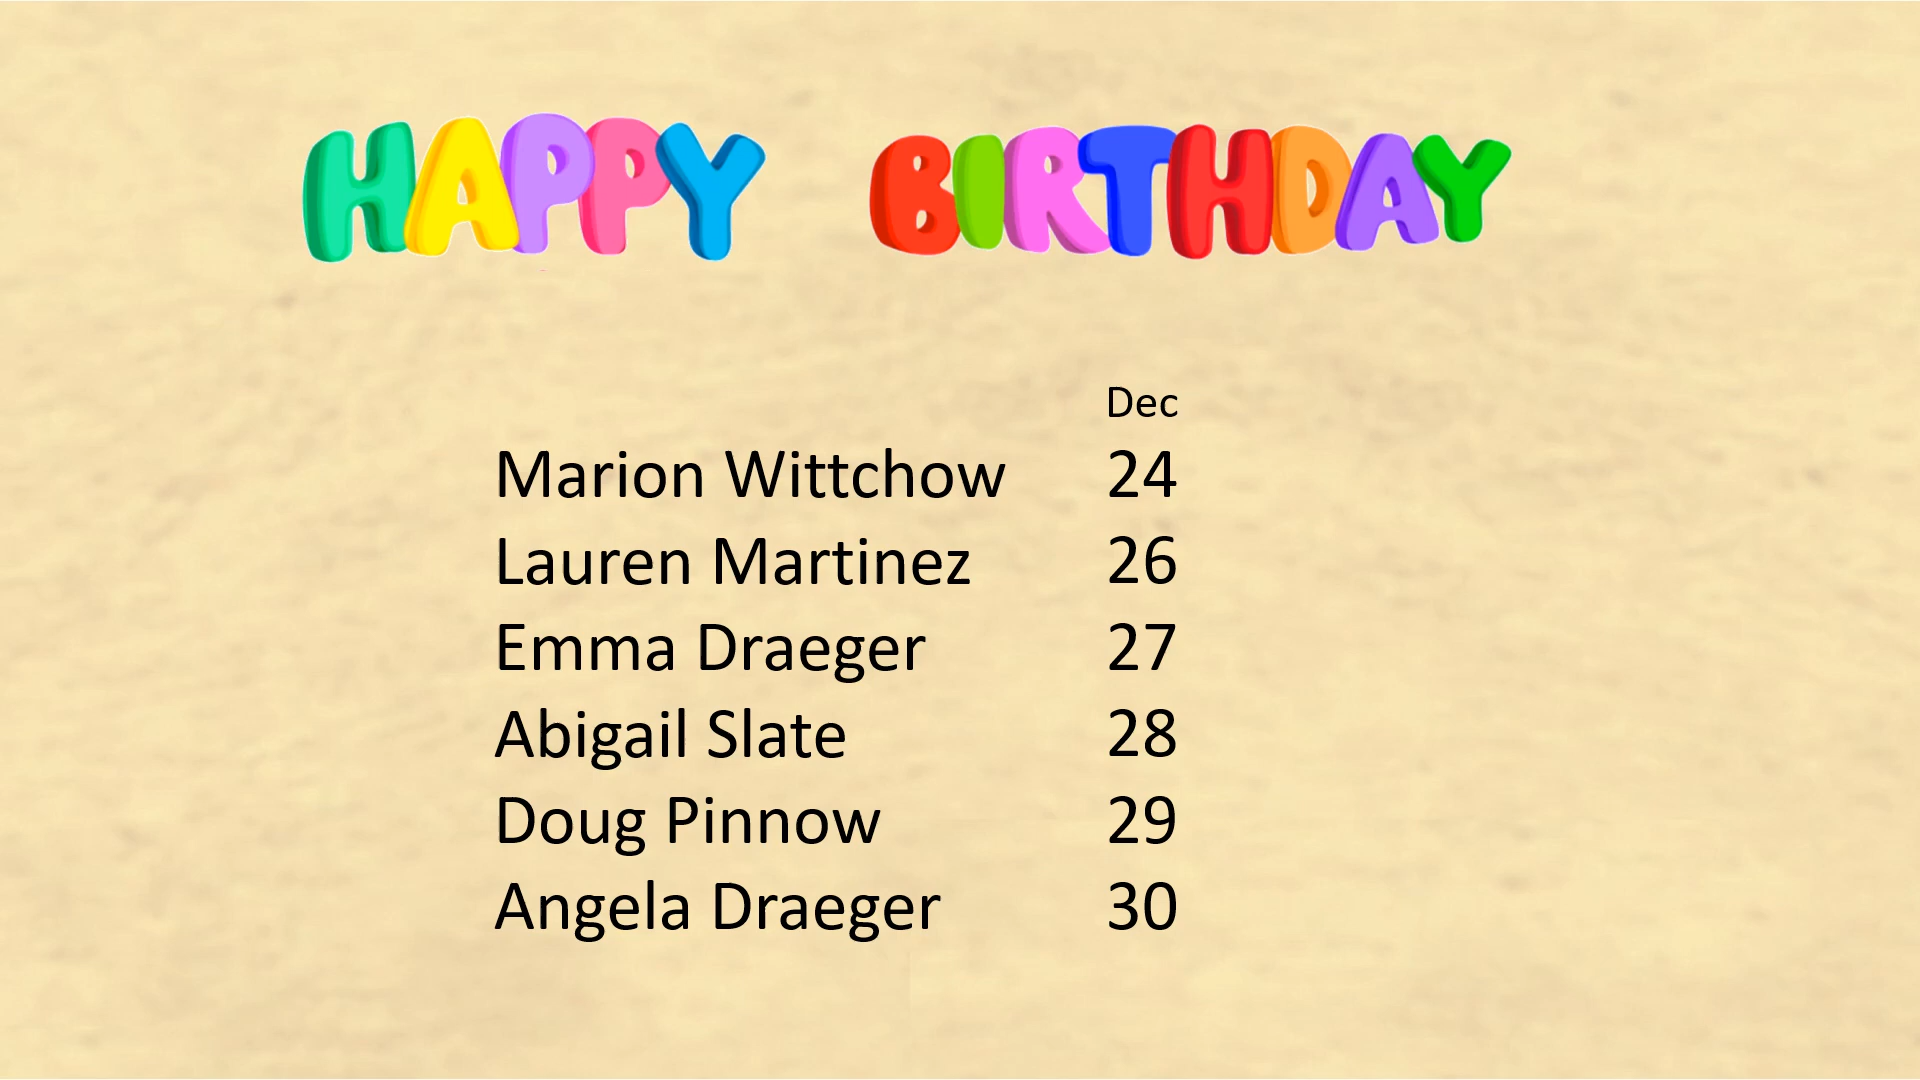 HAPPY BIRTHDAY
Dec
Marion Wittchow 24
Lauren Martinez 26
Emma Draeger 27
Abigail Slate 28
Doug Pinnow 29
Angela Draeger 30